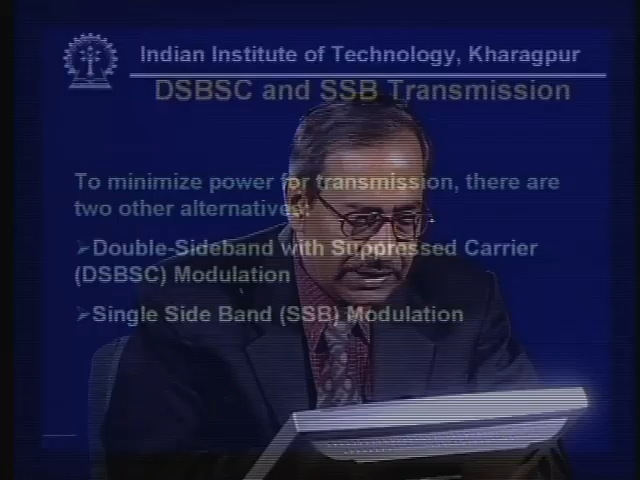 Indian Institute of Technology, Kharagpur
DSBSC and SSB Transmission
To minimize power for transmission, there are
two other alternatives:
➢Double-Sideband with Suppressed Carrier
(DSBSC) Modulation
➢Single Side Band (SSB) Modulation